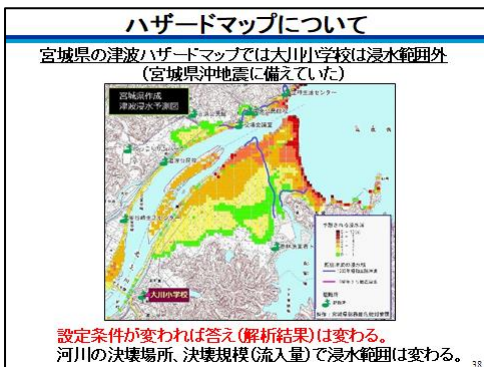 ハザードマップについて
宮城県の津波ハザードマップでは大川小学校は浸水範囲外
(宮城県沖地震に備えていた)
宮城県作成
津波浸水予測図
大川小学校
設定条件が変われば答え(解析結果)は変わる。
河川の決壊場所、決壊規模(流入量)で浸水範囲は変わる。
38